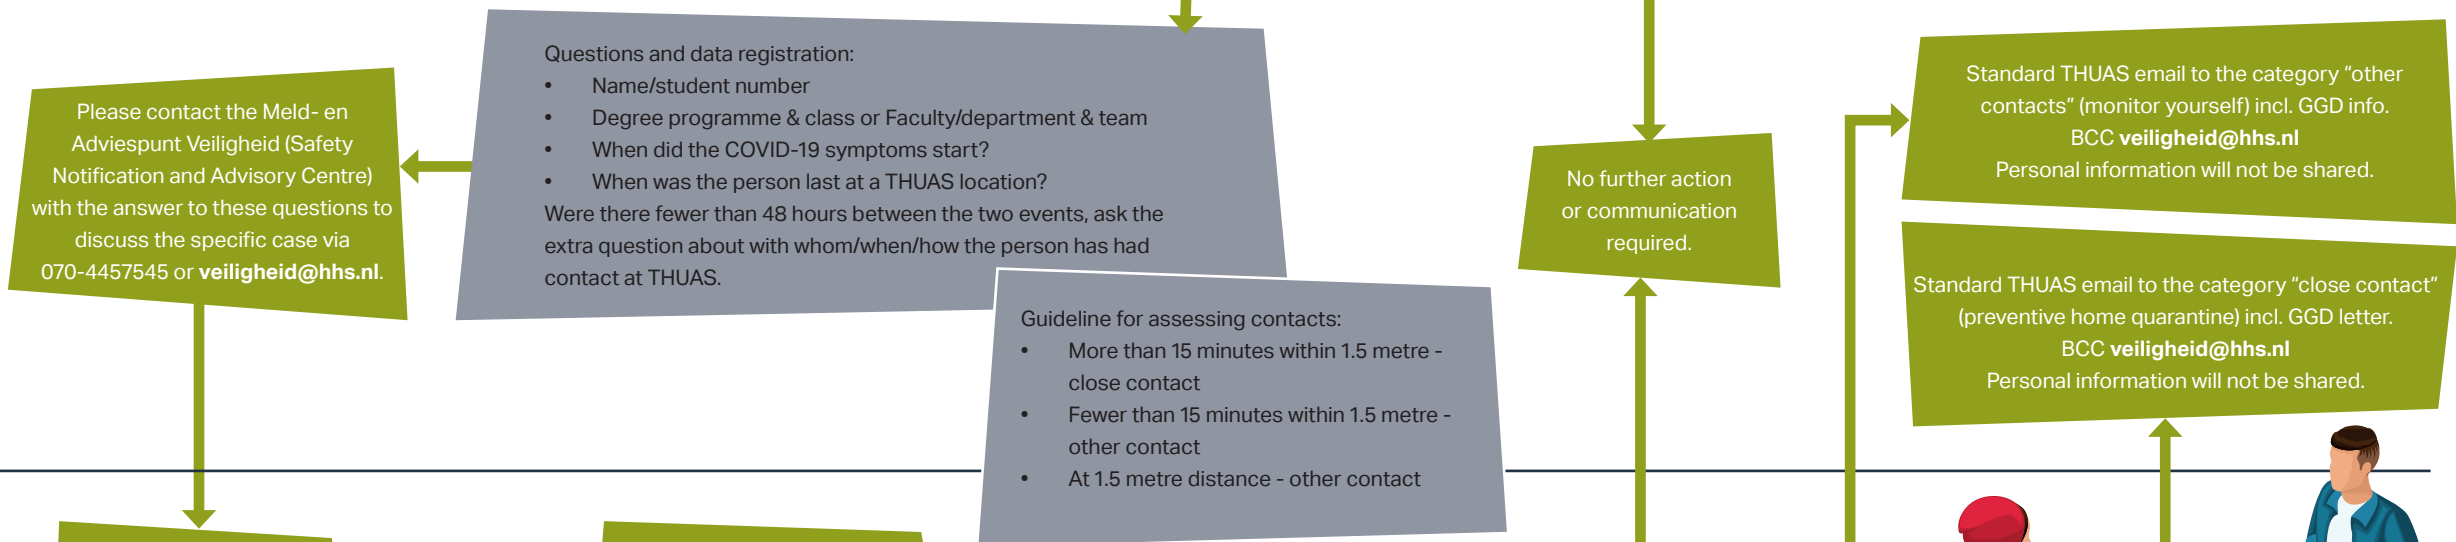 Please contact the Meld- en
Adviespunt Veiligheid (Safety
Notification and Advisory Centre)
with the answer to these questions to
discuss the specific case via
070-4457545 or veiligheid@hhs.nl.
Questions and data registration:
• Name/student number
• Degree programme & class or Faculty/department & team
• When did the COVID-19 symptoms start?
• When was the person last at a THUAS location?
Were there fewer than 48 hours between the two events, ask the
extra question about with whom/when/how the person has had
contact at THUAS.
Guideline for assessing contacts:
• More than 15 minutes within 1.5 metre -
close contact
• Fewer than 15 minutes within 1.5 metre -
other contact
• At 1.5 metre distance - other contact
No further action
or communication
required.
Standard THUAS email to the category “other
contacts” (monitor yourself) incl. GGD info.
BCC veiligheid@hhs.nl
Personal information will not be shared.
Standard THUAS email to the category “close contact”
(preventive home quarantine) incl. GGD letter.
BCC veiligheid@hhs.nl
Personal information will not be shared.